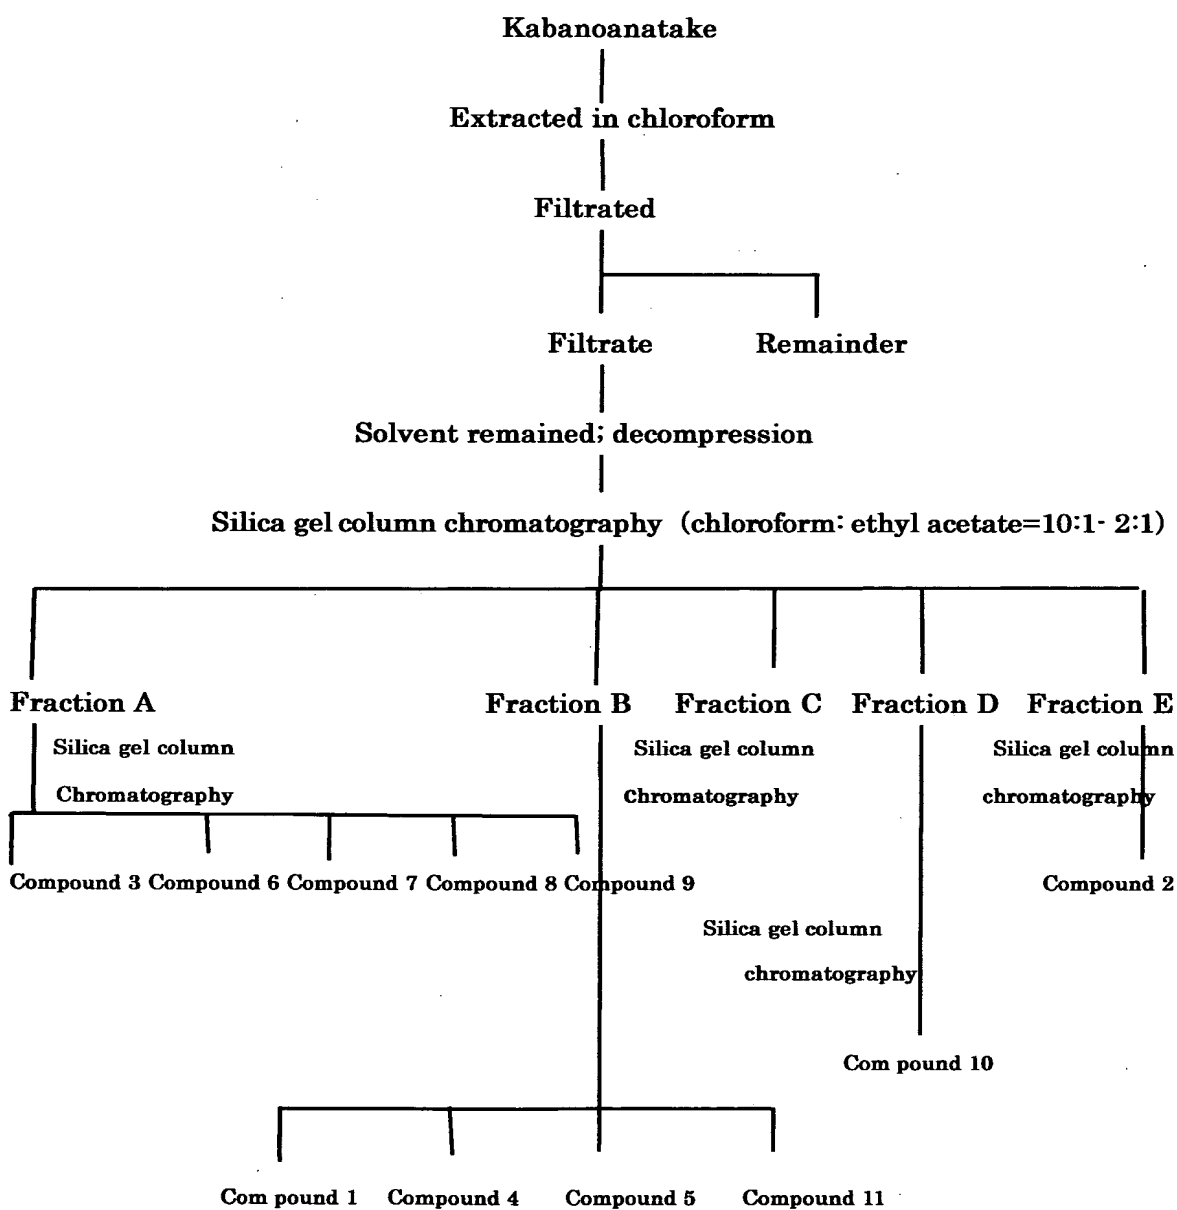 Kabanoanatake
Extracted in chloroform
Filtrated
Filtrate Remainder
Solvent remained; decompression
Silica gel column chromatography (chloroform: ethyl acetate=10:1- 2:1)
Fraction A Fraction B Fraction C Fraction D Fraction E
Silica gel column Silica gel column Silica gel column
Chromatography chromatography chromatography
Compound 3 Compound 6 Compound 7 Compound 8 Compound 9 Compound 2
Silica gel column
chromatography
Com pound 10
Com pound 1 Compound 4 Compound 5 Compound 11